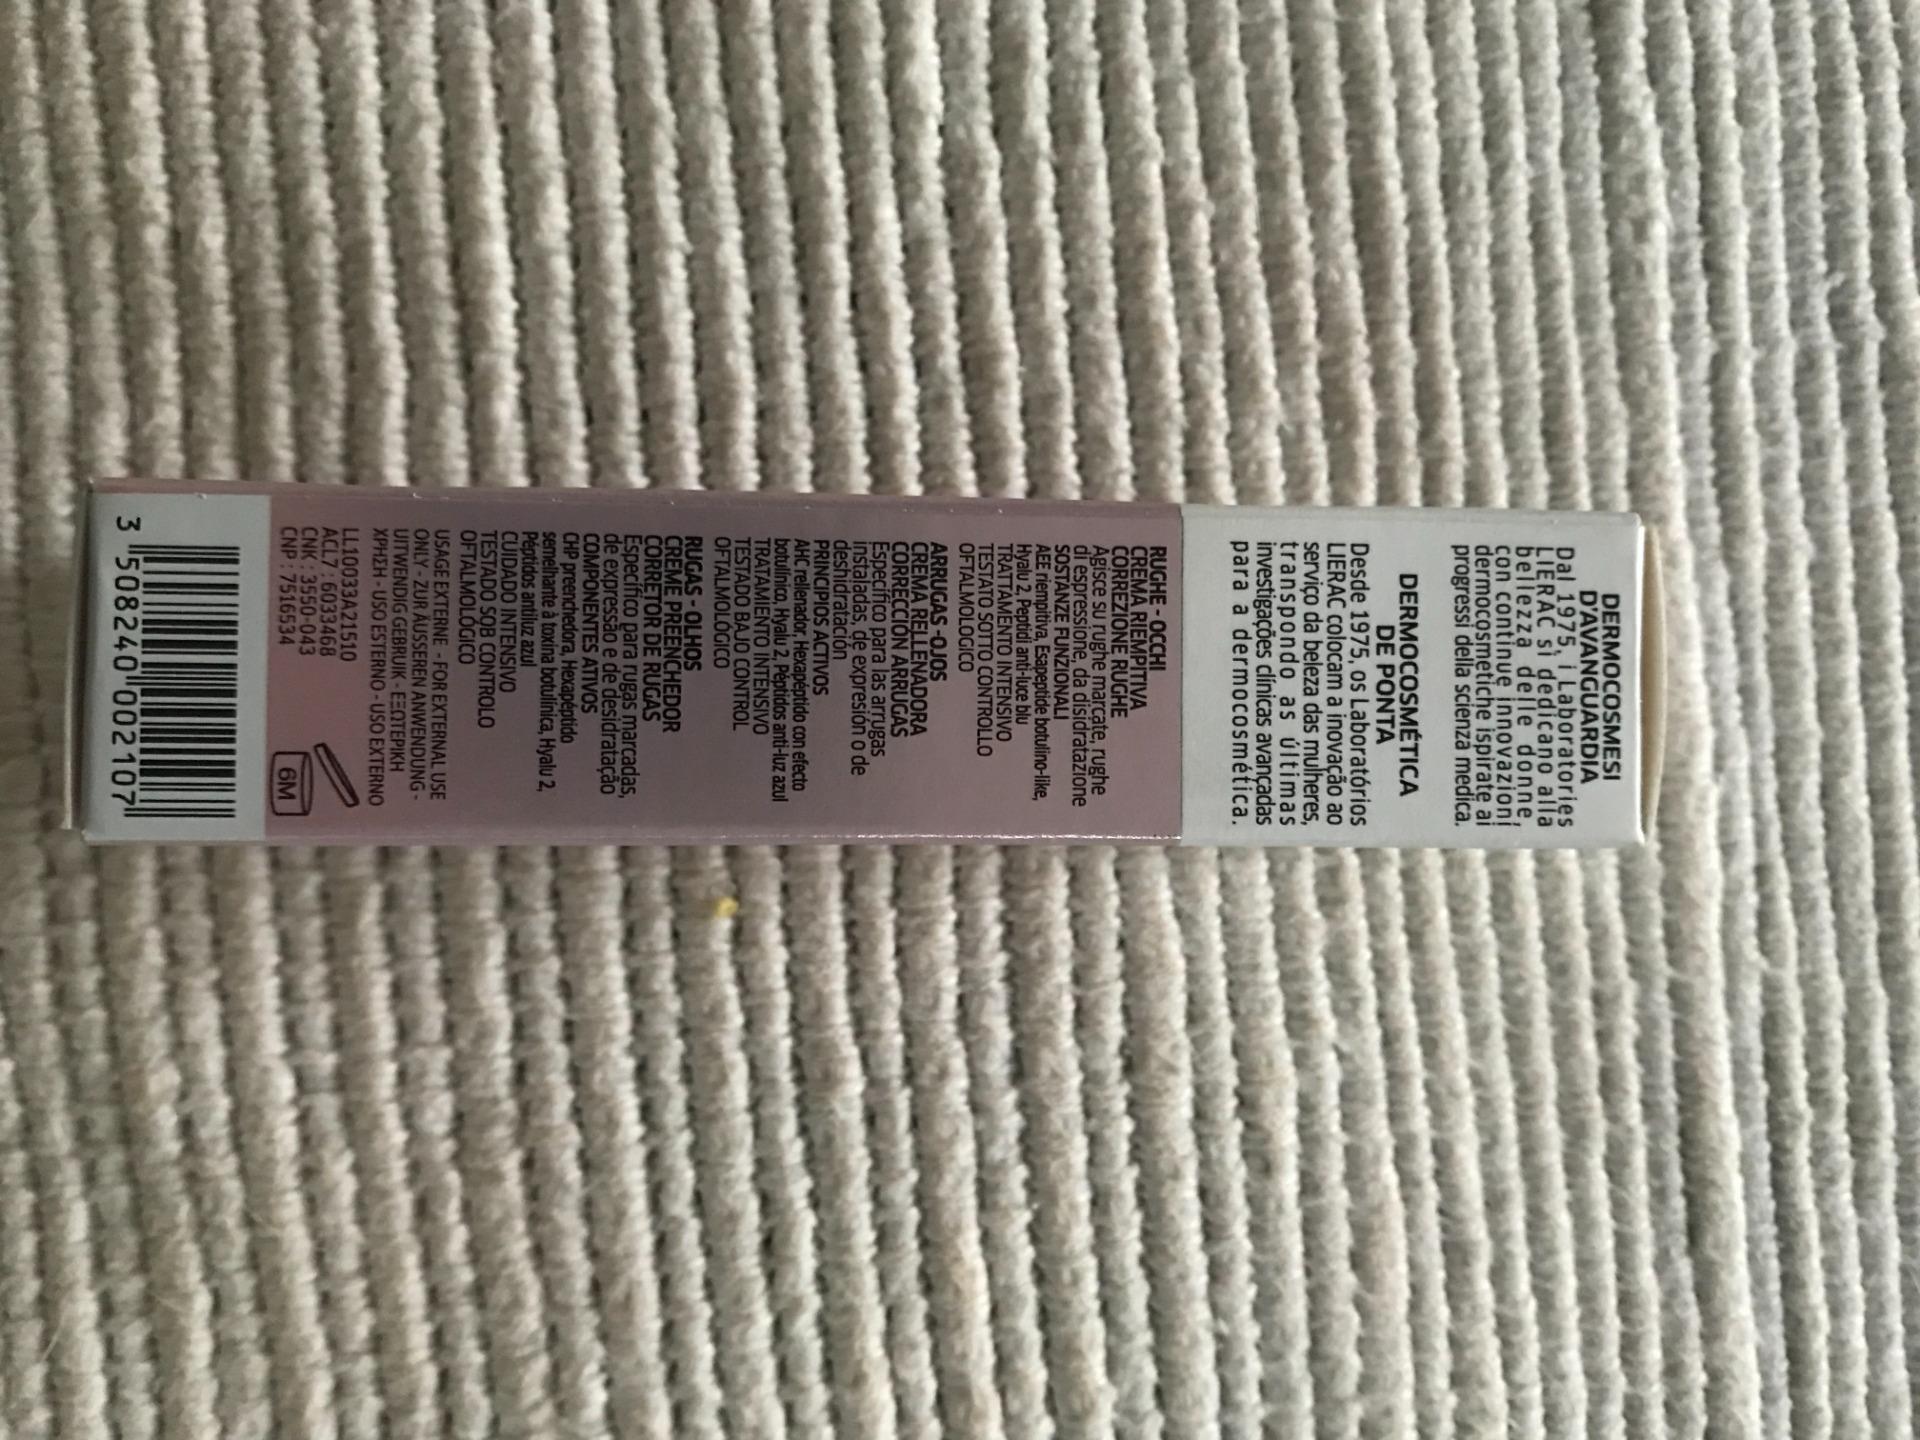 DERMOCOSMESI
D'AVANGUARDIA
Dal 1975, i Laboratories
LIERAC si dedicano alla
bellezza delle donne,
con continue innovazioni
dermocosmetiche ispirate ai
progressi della scienza medica.
DERMOCOSMÉTICA
DE PONTA
Desde 1975, os Laboratórios
LIERAC colocam a inovação ao
serviço da beleza das mulheres,
transpondo as últimas
investigações clínicas avançadas
para a dermocosmética.
RUGHE - OCCHI
CREMA RIEMPITIVA
CORREZIONE RUGHE
Agisce su rughe marcate, rughe
di espressione, da disidratazione
SOSTANZE FUNZIONALI
AEE riempitiva, Esapeptide botulino-like,
Hyalu 2, Peptidi anti-luce blu
TRATTAMENTO INTENSIVO
TESTATO SOTTO CONTROLLO
OFTALMOLOGICO
ARRUGAS -OJOS
CREMA RELLENADORA
CORRECCIÓN ARRUGAS
Específico para las arrugas
instaladas, de expresión o de
deshidratación
PRINCIPIOS ACTIVOS
AHC rellenador, Hexapéptido con efecto
botulínico, Hyalu 2, Péptidos anti-luz azul
TRATAMIENTO INTENSIVO
TESTADO BAJO CONTROL
OFTALMOLÓGICO
RUGAS - OLHOS
CREME PREENCHEDOR
CORRETOR DE RUGAS
Específico para rugas marcadas,
de expressão e de desidratação
COMPONENTES ATIVOS
CHP preenchedora, Hexapéptido
semelhante à toxina botulínica, Hyalu 2,
Péptidos antiluz azul
CUIDADO INTENSIVO
TESTADO SOB CONTROLO
OFTALMOLÓGICO
USAGE EXTERNE - FOR EXTERNAL USE
ONLY - ZUR ÄUSSEREN ANWENDUNG -
UITWENDIG GEBRUIK - ΕΞΩΤΕΡΙΚΗ
ΧΡΗΣΗ - USO ESTERNO - USO EXTERNO
LL10033A21510
ACL7 : 6033468
CNK : 3550-043
CNP : 7516534
6M
3 508240 002107